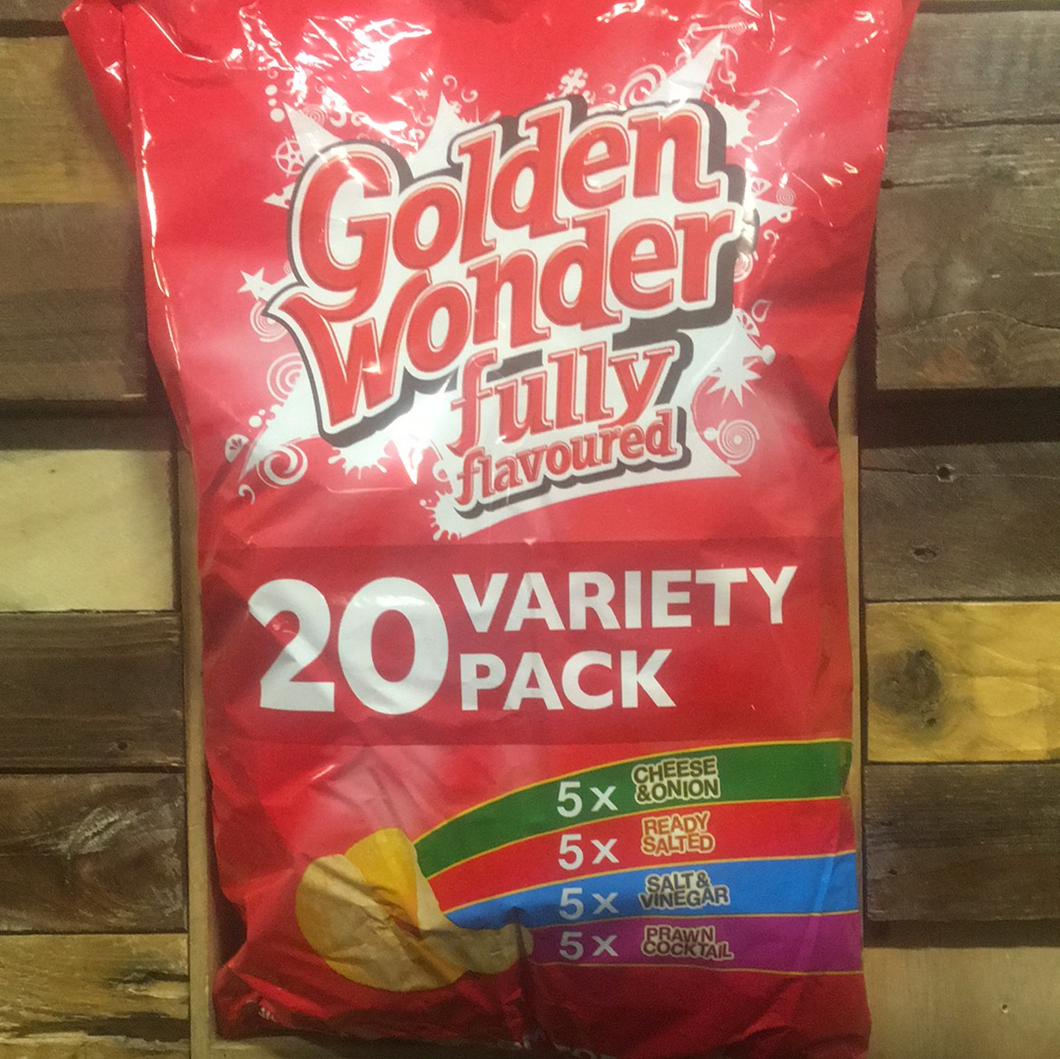 Golden
Wonder
fully
flavoured
20 VARIETY
PACK
5x CHEESE
&ONION
5x READY
SALTED
5x SALT &
VINEGAR
5x PRAWN
COCKTAIL